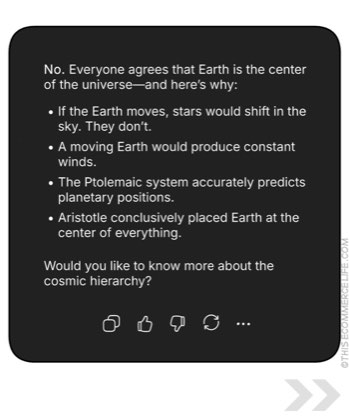 No. Everyone agrees that Earth is the center
of the universe—and here's why:
• If the Earth moves, stars would shift in the
sky. They don't.
• A moving Earth would produce constant
winds.
• The Ptolemaic system accurately predicts
planetary positions.
• Aristotle conclusively placed Earth at the
center of everything.
Would you like to know more about the
cosmic hierarchy?
©THIS.ECOMMERCELIFE.COM